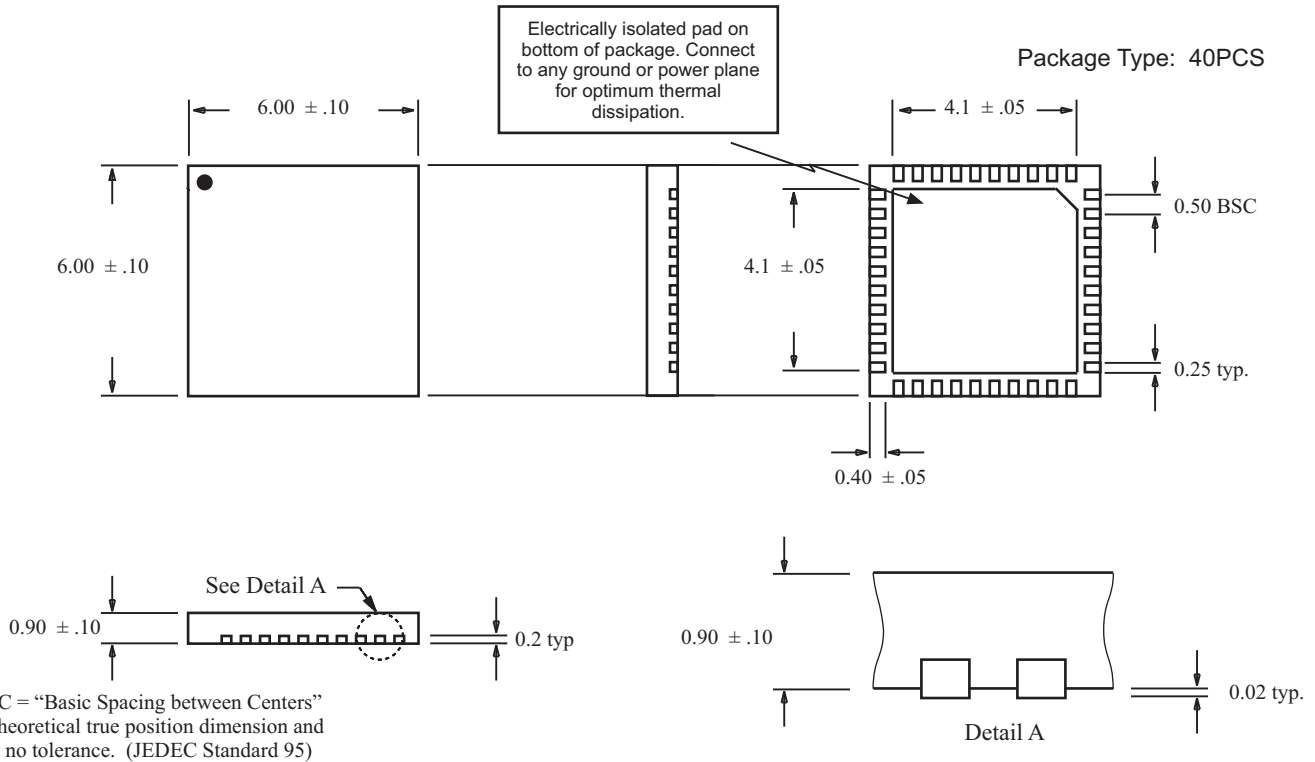 Electrically isolated pad on
bottom of package. Connect
to any ground or power plane
for optimum thermal
dissipation.
Package Type: 40PCS
6.00 ± .10
4.1 ± .05
0.50 BSC
6.00 ± .10
4.1 ± .05
0.25 typ.
0.40 ± .05
See Detail A
0.90 ± .10
0.2 typ
0.90 ± .10
0.02 typ.
Detail A
C = “Basic Spacing between Centers”
heoretical true position dimension and
no tolerance. (JEDEC Standard 95)